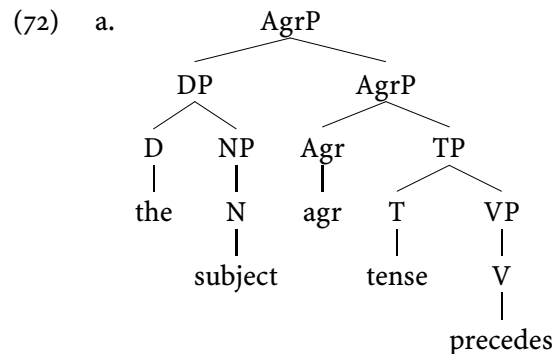 (72) a. AgrP
DP AgrP
D NP Agr TP
the N agr T VP
subject tense V
precedes